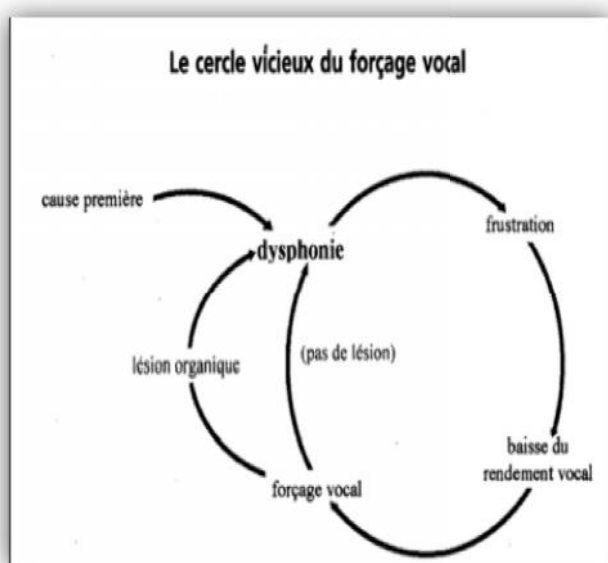 Le cercle vicieux du forçage vocal
cause première
dysphonie
frustration
lésion organique
(pas de lésion)
baisse du
rendement vocal
forçage vocal